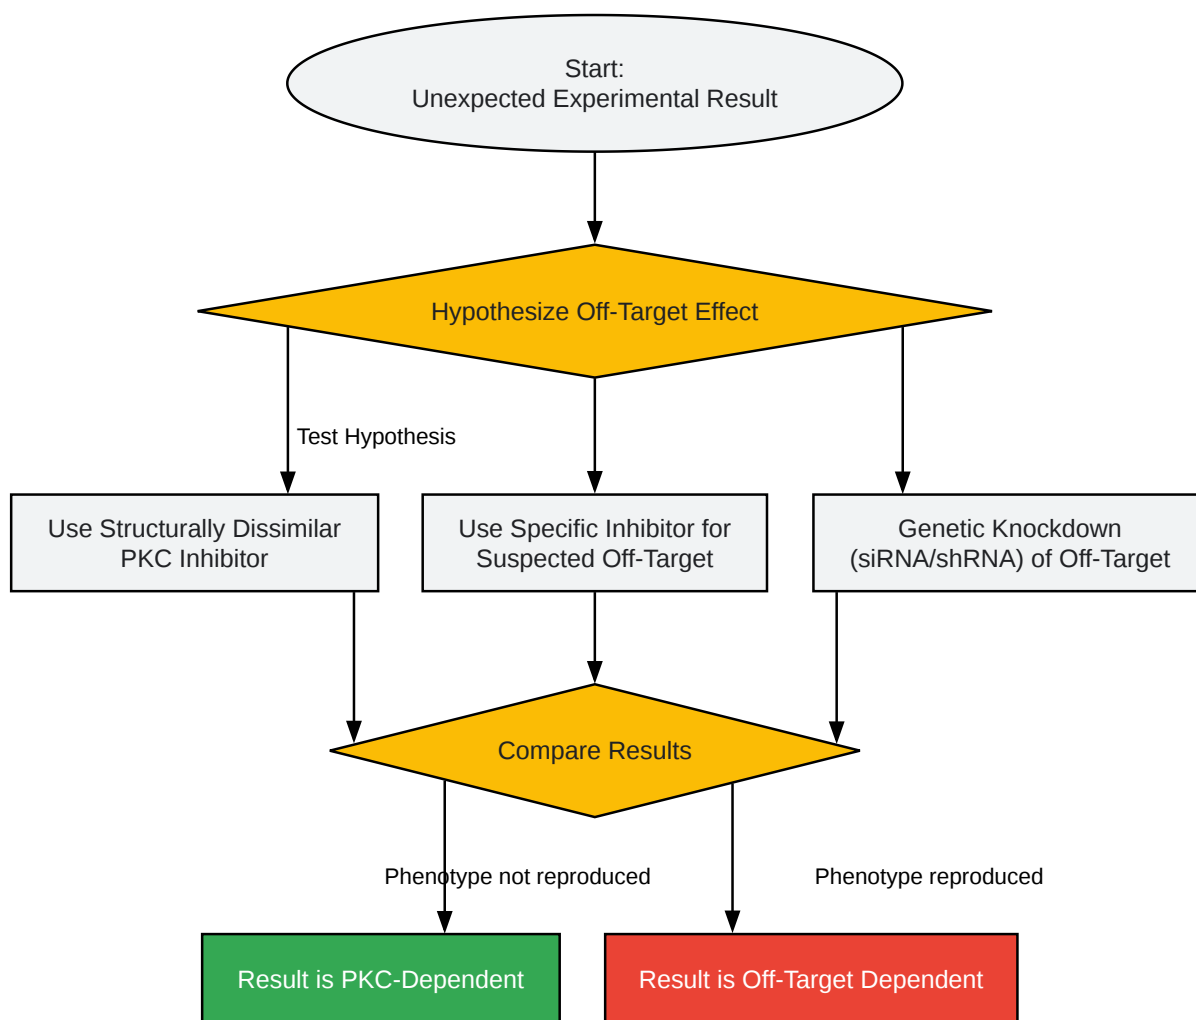 Start:
Unexpected Experimental Result
Hypothesize Off-Target Effect
Test Hypothesis
Use Structurally Dissimilar
PKC Inhibitor
Use Specific Inhibitor for
Suspected Off-Target
Genetic Knockdown
(siRNA/shRNA) of Off-Target
Compare Results
Phenotype not reproduced
Phenotype reproduced
Result is PKC-Dependent
Result is Off-Target Dependent